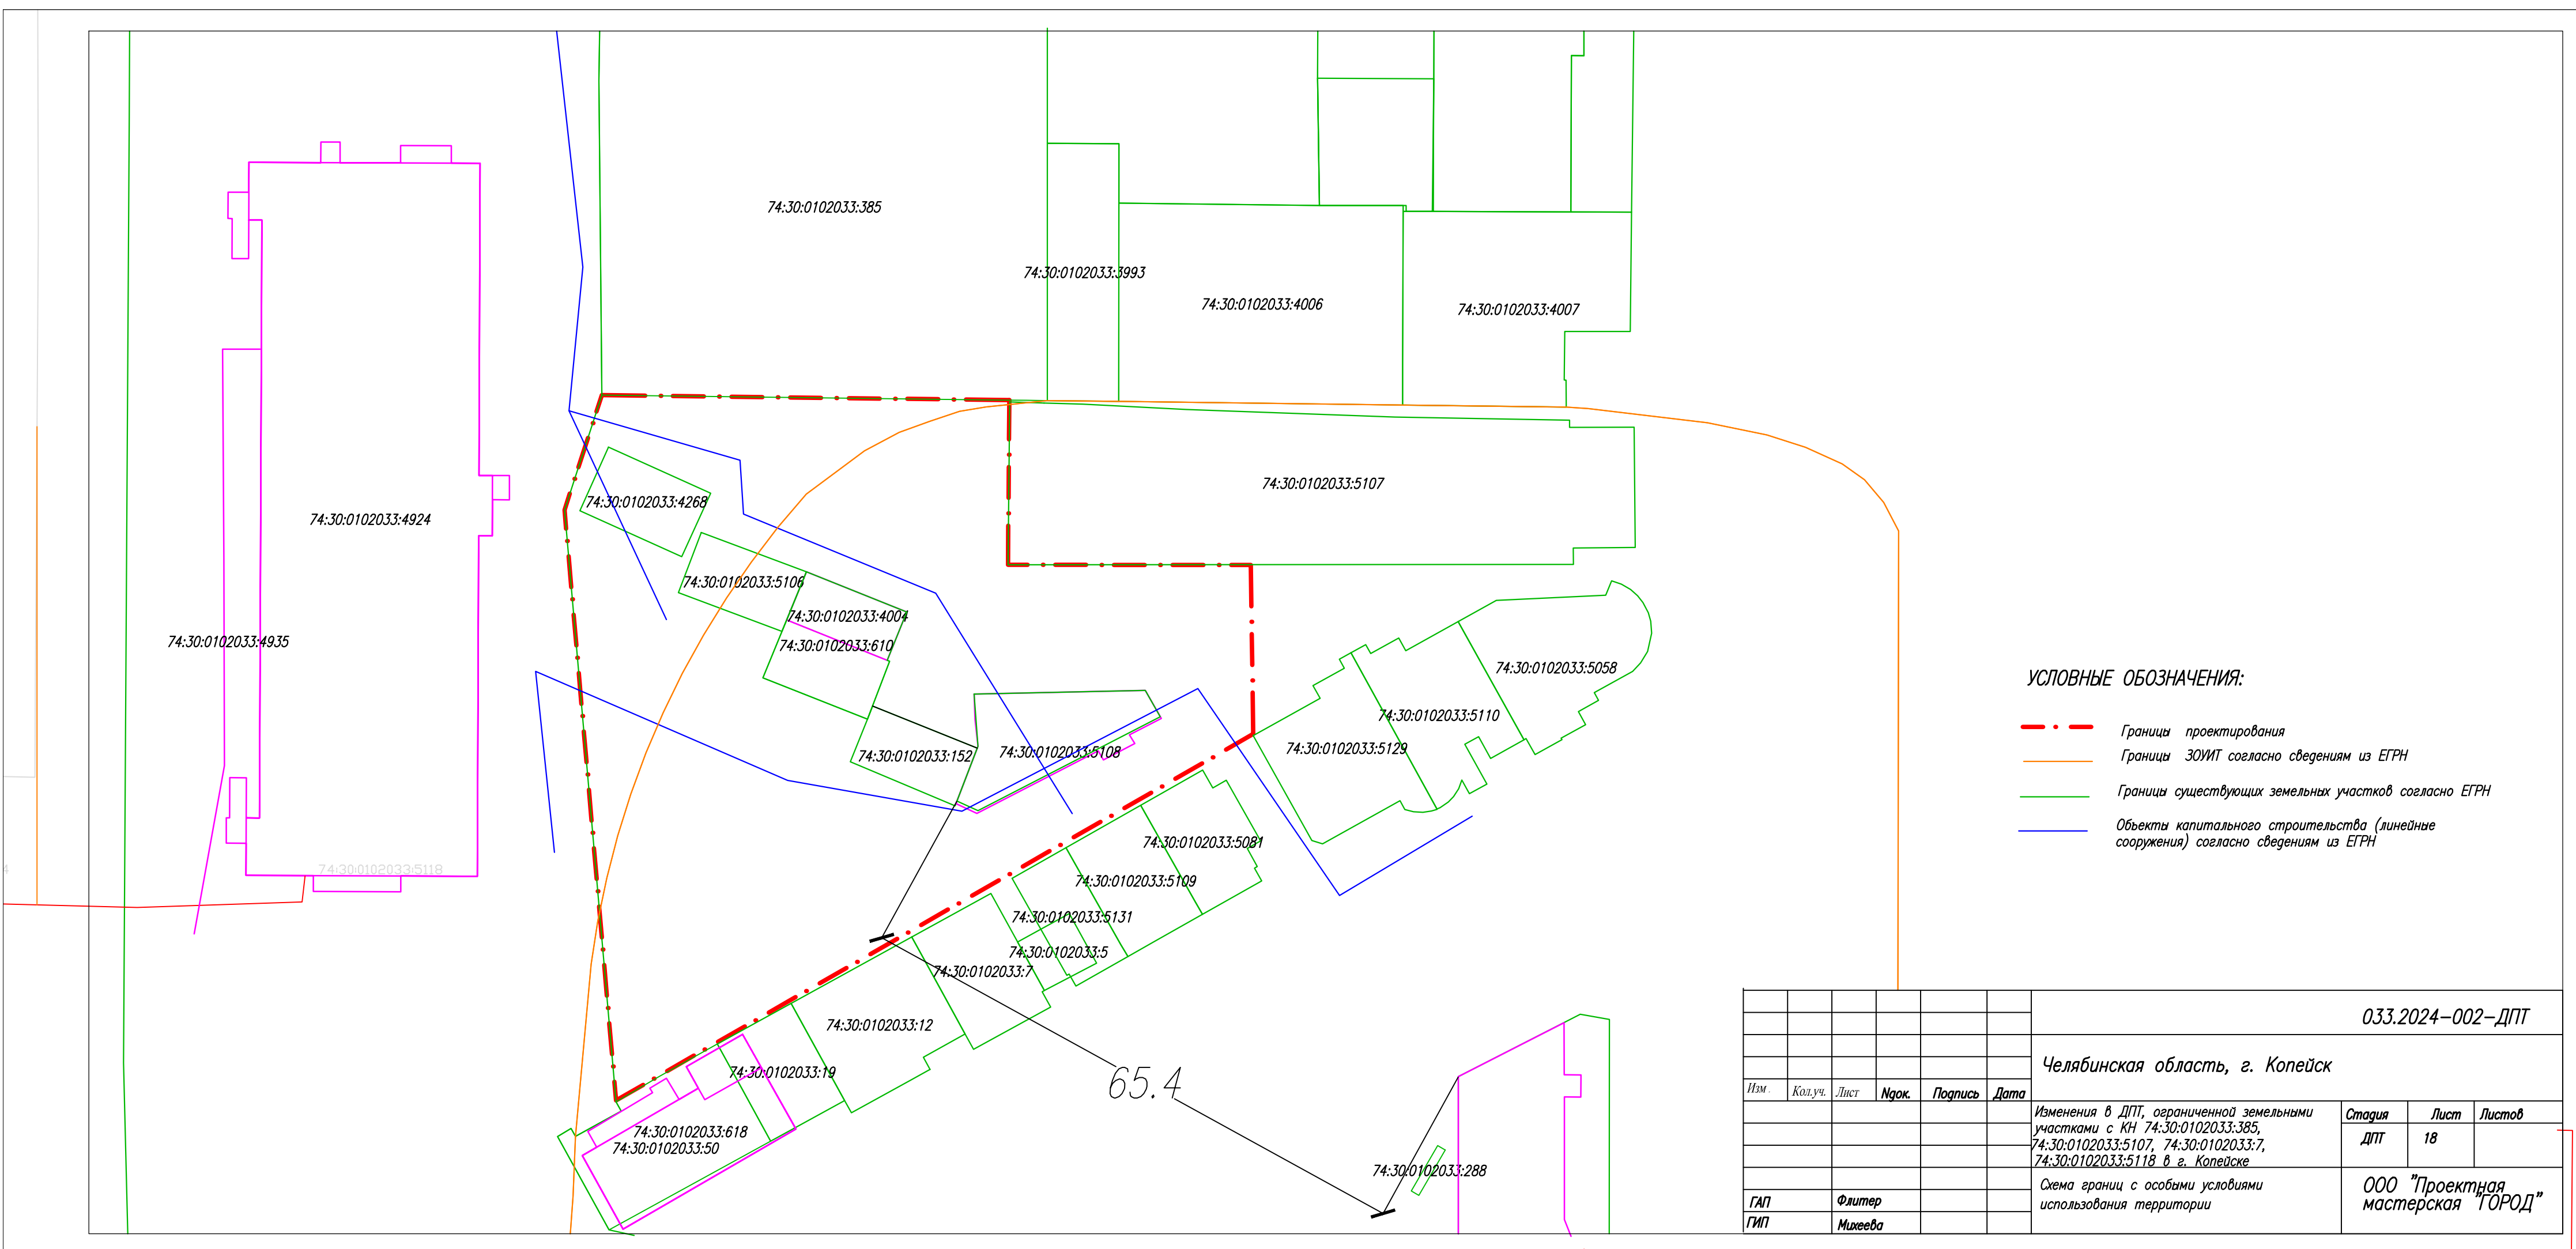 74:30:0102033:385
74:30:0102033:3993
74:30:0102033:4006
74:30:0102033:4007
74:30:0102033:5107
74:30:0102033:4268
74:30:0102033:4924
74:30:0102033:5106
74:30:0102033:4004
74:30:0102033:610
74:30:0102033:4935
74:30:0102033:5058
74:30:0102033:5110
74:30:0102033:5129
74:30:0102033:5108
74:30:0102033:152
74:30:0102033:5081
74:30:0102033:5118
4
74:30:0102033:5109
74:30:0102033:5131
74:30:0102033:5
74:30:0102033:7
74:30:0102033:12
74:30:0102033:19
65.4
74:30:0102033:618
74:30:0102033:50
74:30:0102033:288
УСЛОВНЫЕ ОБОЗНАЧЕНИЯ:
Границы проектирования
Границы ЗОУИТ согласно сведениям из ЕГРН
Границы существующих земельных участков согласно ЕГРН
Объекты капитального строительства (линейные
сооружения) согласно сведениям из ЕГРН
033.2024-002-ДПТ
Челябинская область, г. Копейск
Изм. Кол.уч. Лист Nдок. Подпись Дата
Изменения в ДПТ, ограниченной земельными
участками с КН 74:30:0102033:385,
74:30:0102033:5107, 74:30:0102033:7,
74:30:0102033:5118 в г. Копейске
Стадия Лист Листов
ДПТ 18
Схема границ с особыми условиями
использования территории
ООО "Проектная
мастерская "ГОРОД"
ГАП Флитер
ГИП Михеева